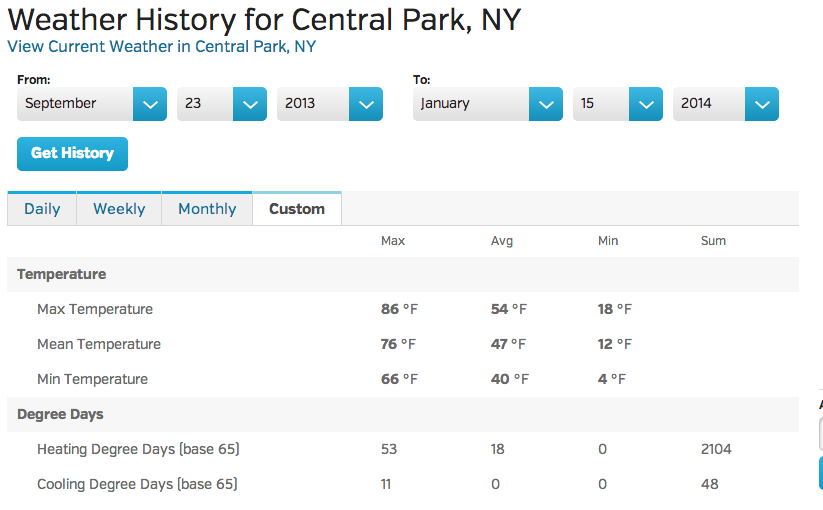 Weather History for Central Park, NY
View Current Weather in Central Park, NY
From: To:
September 23 2013 January 15 2014
Get History
Daily Weekly Monthly Custom
Max Avg Min Sum
Temperature
Max Temperature 86 °F 54 °F 18 °F
Mean Temperature 76 °F 47 °F 12 °F
Min Temperature 66 °F 40 °F 4 °F
Degree Days
Heating Degree Days (base 65) 53 18 0 2104
Cooling Degree Days (base 65) 11 0 0 48